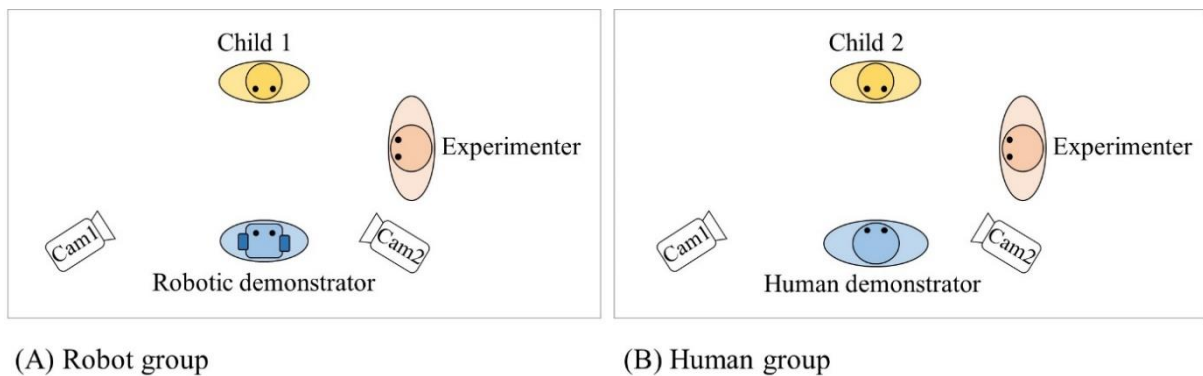 Child 1
Experimenter
Cam1
Cam2
Robotic demonstrator
(A) Robot group
Child 2
Experimenter
Cam1
Cam2
Human demonstrator
(B) Human group